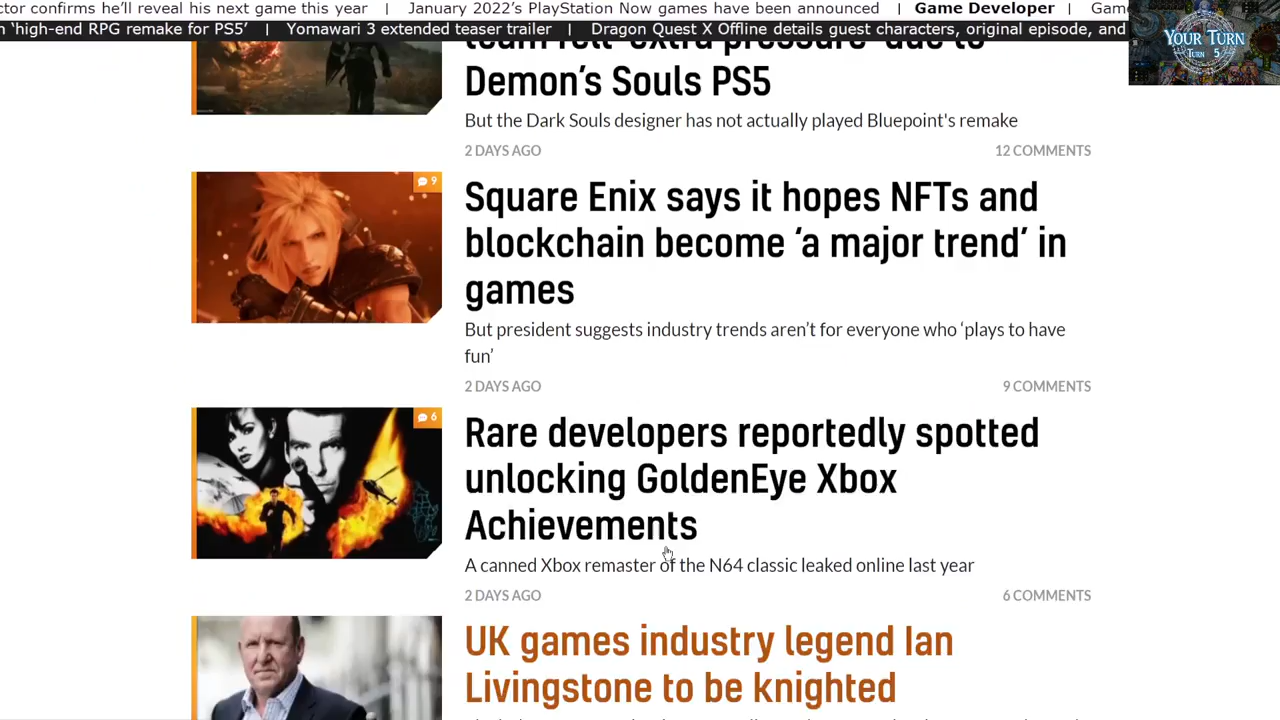 ctor confirms he'll reveal his next game this year | January 2022's PlayStation Now games have been announced | Game Developer | Gam
n 'high-end RPG remake for PS5' | Yomawari 3 extended teaser trailer | Dragon Quest X Offline details guest characters, original episode, and
YOUR TURN
TURN 5
team felt 'extra pressure' due to
Demon's Souls PS5
But the Dark Souls designer has not actually played Bluepoint's remake
2 DAYS AGO
12 COMMENTS
9
Square Enix says it hopes NFTs and
blockchain become 'a major trend' in
games
But president suggests industry trends aren't for everyone who 'plays to have
fun'
2 DAYS AGO
9 COMMENTS
6
Rare developers reportedly spotted
unlocking GoldenEye Xbox
Achievements
A canned Xbox remaster of the N64 classic leaked online last year
2 DAYS AGO
6 COMMENTS
UK games industry legend Ian
Livingstone to be knighted